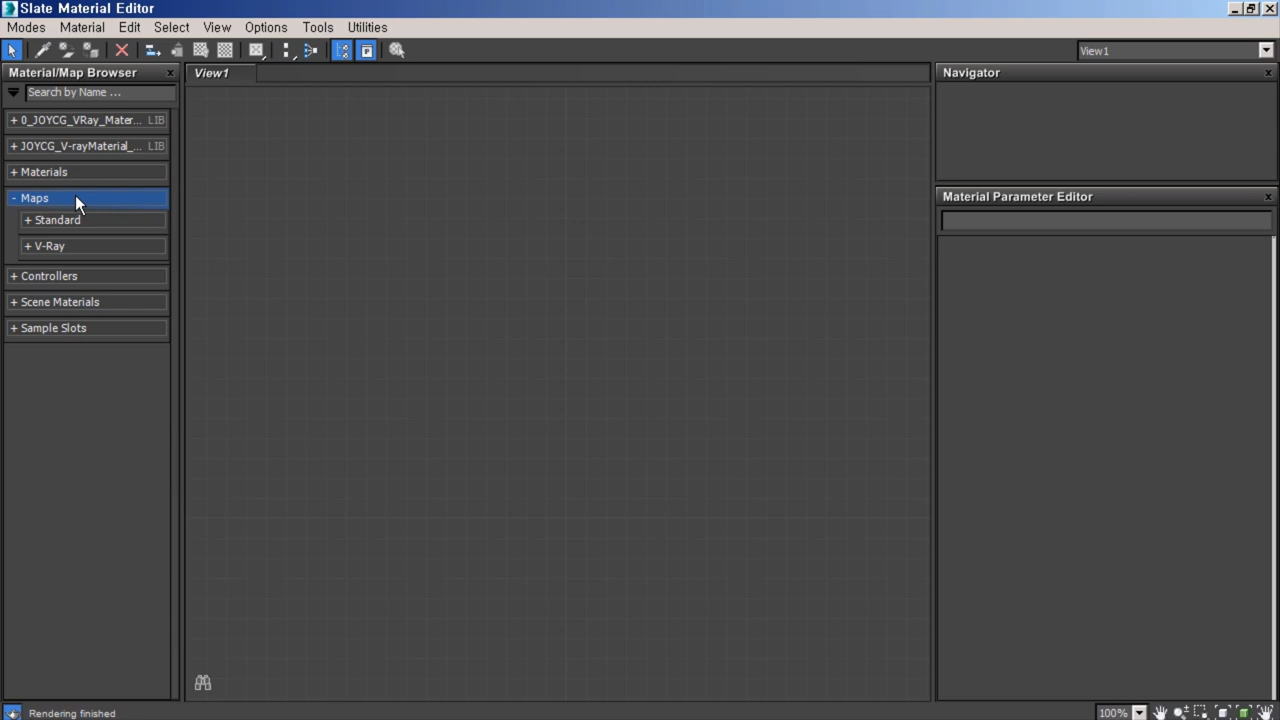 Slate Material Editor
Modes Material Edit Select View Options Tools Utilities
View1
Material/Map Browser
Search by Name ...
+ 0_JOYCG_VRay_Mater... LIB
+ JOYCG_V-rayMaterial_... LIB
+ Materials
- Maps
+ Standard
+ V-Ray
+ Controllers
+ Scene Materials
+ Sample Slots
View1
Navigator
Material Parameter Editor
Rendering finished
100%